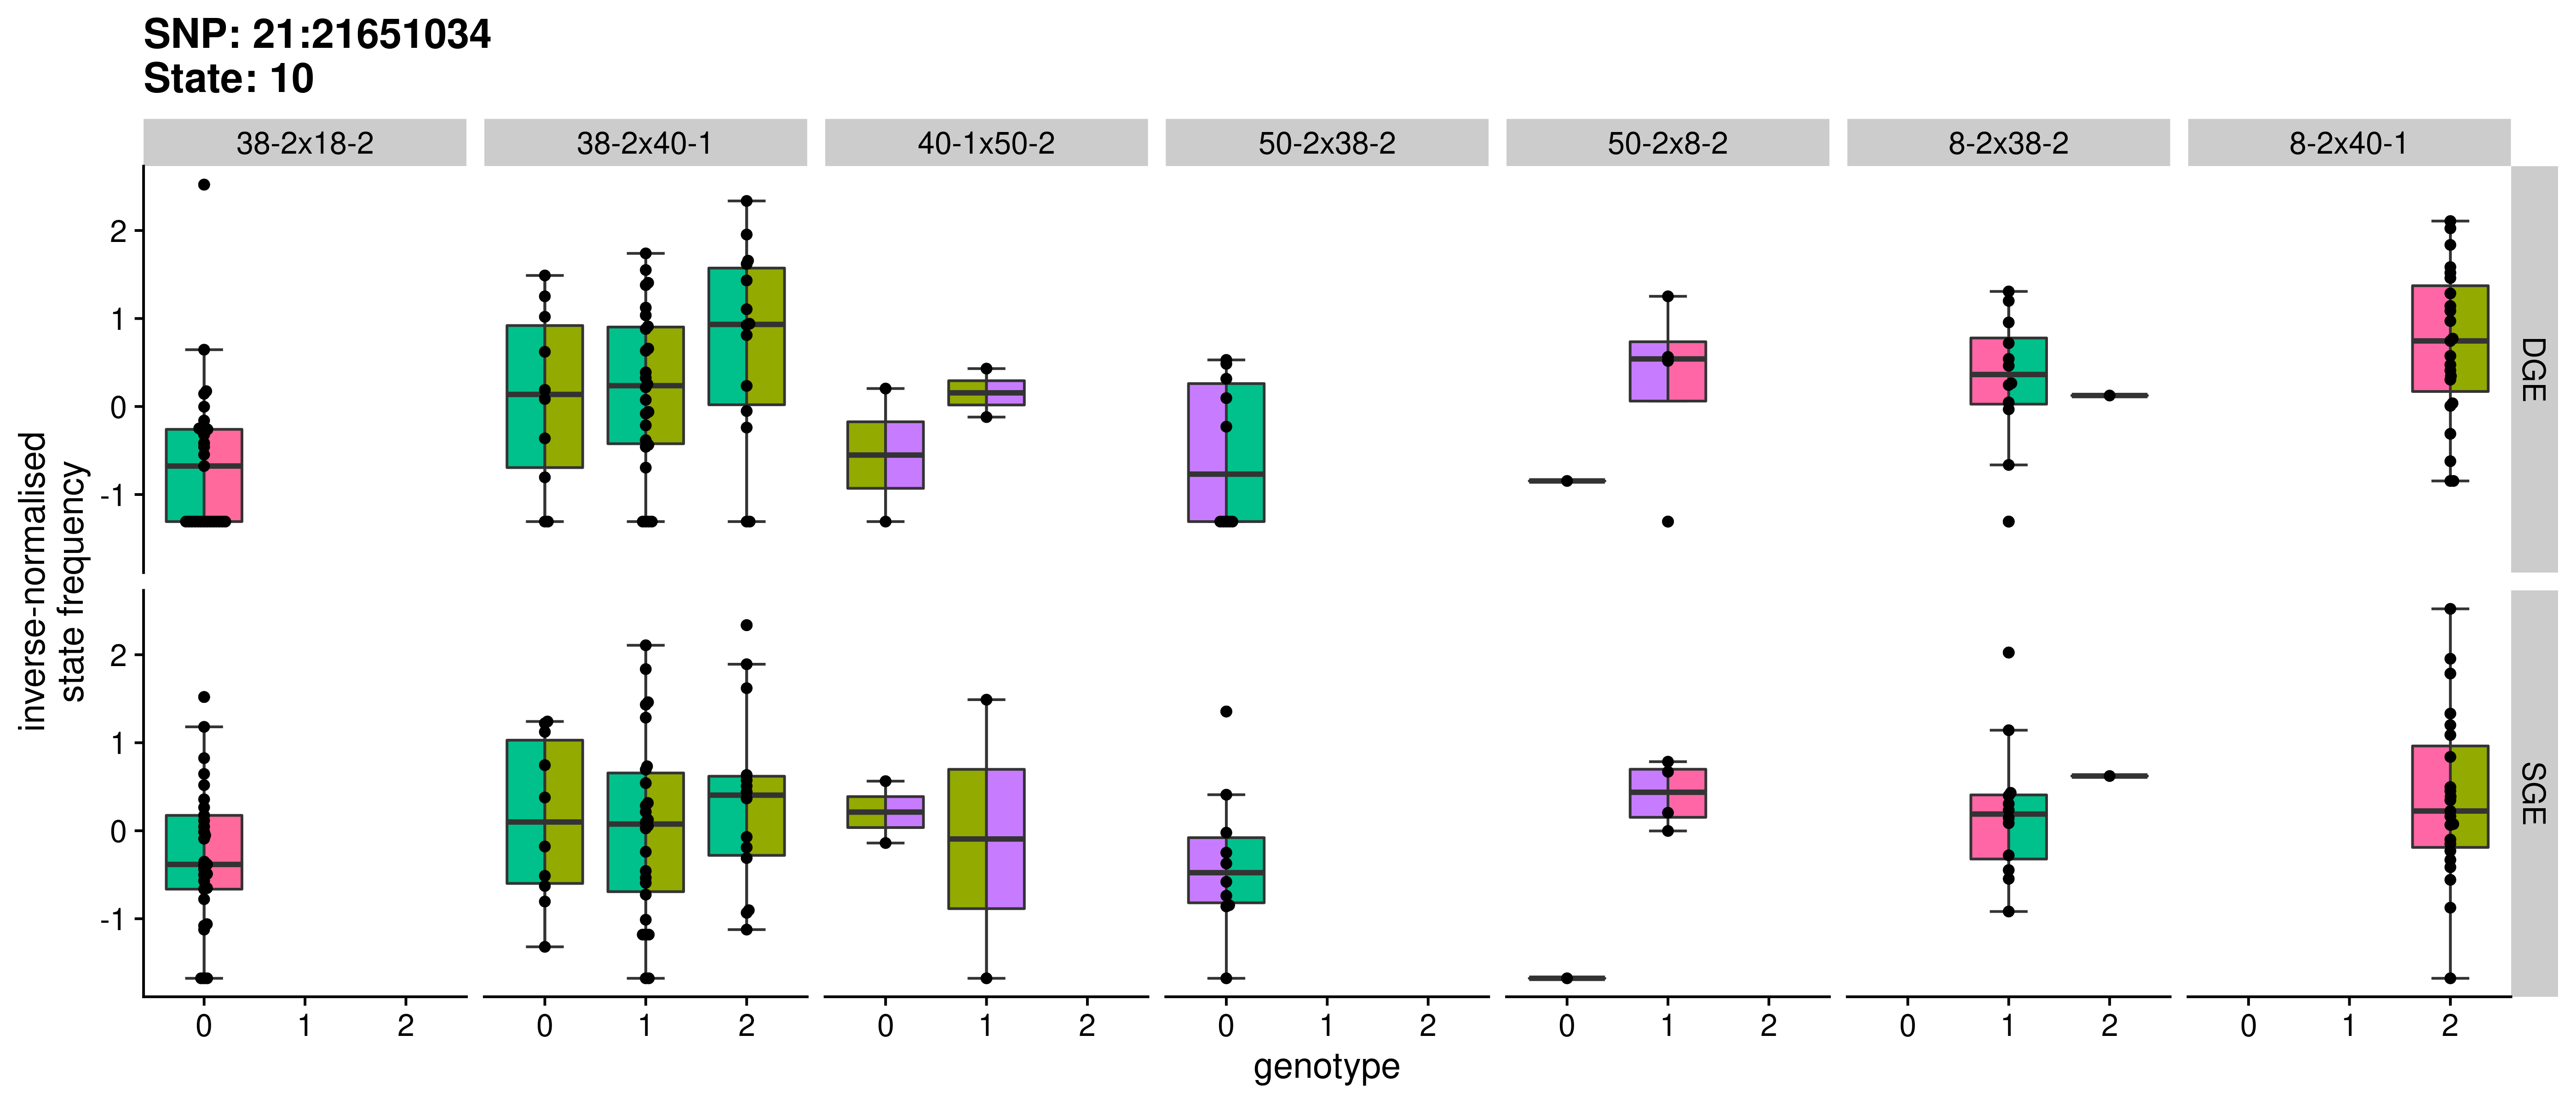 SNP: 21:21651034
State: 10
38-2x18-2
38-2x40-1
40-1x50-2
50-2x38-2
50-2x8-2
8-2x38-2
8-2x40-1
inverse-normalised
state frequency
2
1
0
-1
DGE
2
1
0
-1
SGE
0 1 2
0 1 2
0 1 2
0 1 2
0 1 2
0 1 2
0 1 2
genotype